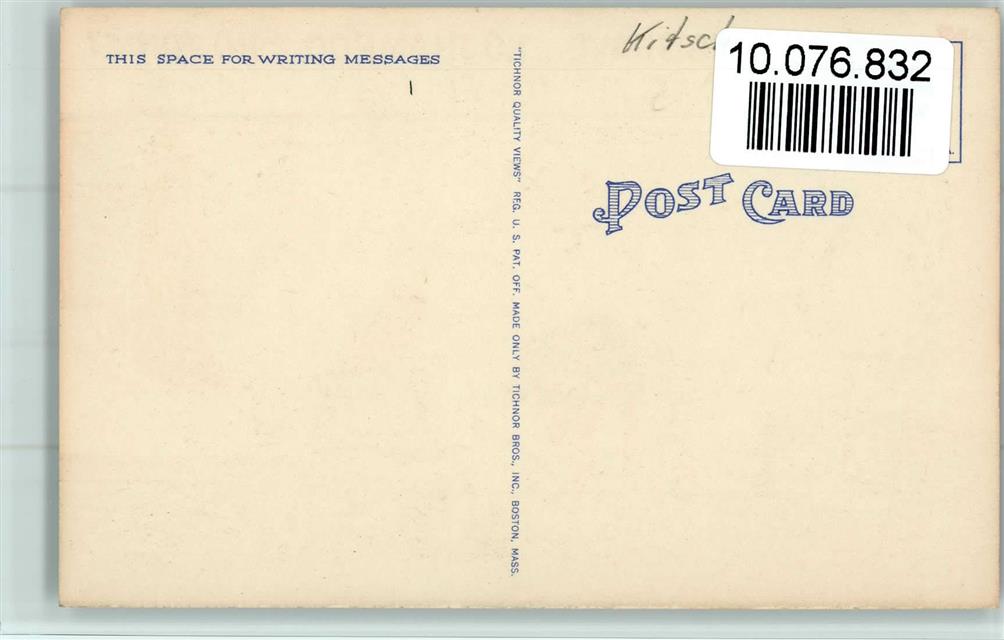 THIS SPACE FOR WRITING MESSAGES
"TICHNOR QUALITY VIEWS" REG. U. S. PAT. OFF. MADE ONLY BY TICHNOR BROS., INC., BOSTON, MASS.
10.076.832
POST CARD